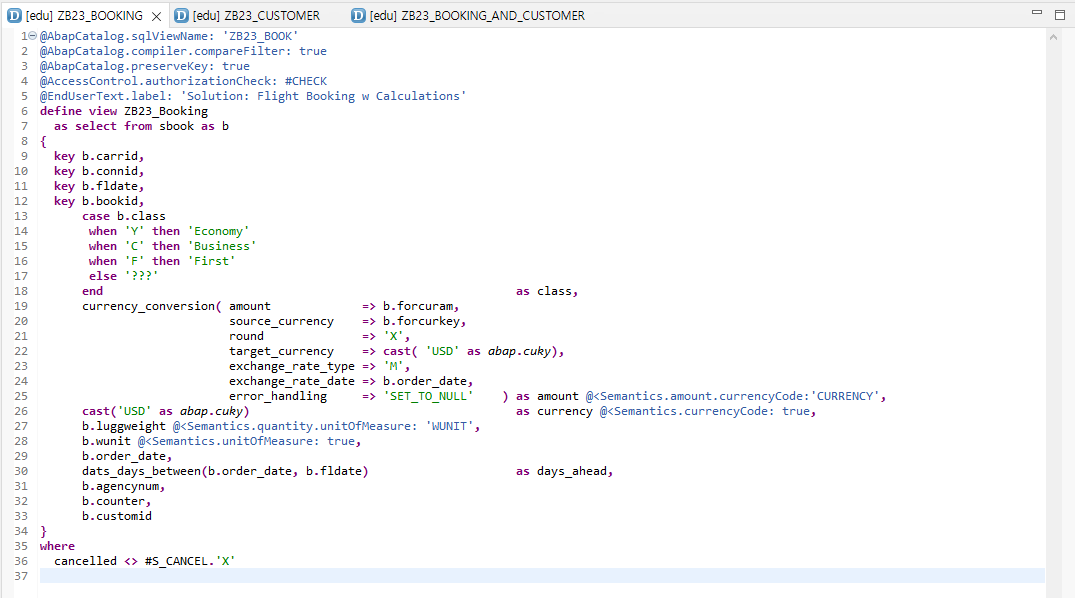 D [edu] ZB23_BOOKING D [edu] ZB23_CUSTOMER D [edu] ZB23_BOOKING_AND_CUSTOMER
1 @AbapCatalog.sqlViewName: 'ZB23_BOOK'
2 @AbapCatalog.compiler.compareFilter: true
3 @AbapCatalog.preserveKey: true
4 @AccessControl.authorizationCheck: #CHECK
5 @EndUserText.label: 'Solution: Flight Booking w Calculations'
6 define view ZB23_Booking
7 as select from sbook as b
8 {
9 key b.carrid,
10 key b.connid,
11 key b.fldate,
12 key b.bookid,
13 case b.class
14 when 'Y' then 'Economy'
15 when 'C' then 'Business'
16 when 'F' then 'First'
17 else '???'
18 end as class,
19 currency_conversion( amount => b.forcuram,
20 source_currency => b.forcurkey,
21 round => 'X',
22 target_currency => cast( 'USD' as abap.cuky),
23 exchange_rate_type => 'M',
24 exchange_rate_date => b.order_date,
25 error_handling => 'SET_TO_NULL' ) as amount @<Semantics.amount.currencyCode:'CURRENCY',
26 cast('USD' as abap.cuky) as currency @<Semantics.currencyCode: true,
27 b.luggweight @<Semantics.quantity.unitOfMeasure: 'WUNIT',
28 b.wunit @<Semantics.unitOfMeasure: true,
29 b.order_date,
30 dats_days_between(b.order_date, b.fldate) as days_ahead,
31 b.agencynum,
32 b.counter,
33 b.customid
34 }
35 where
36 cancelled <> #S_CANCEL.'X'
37